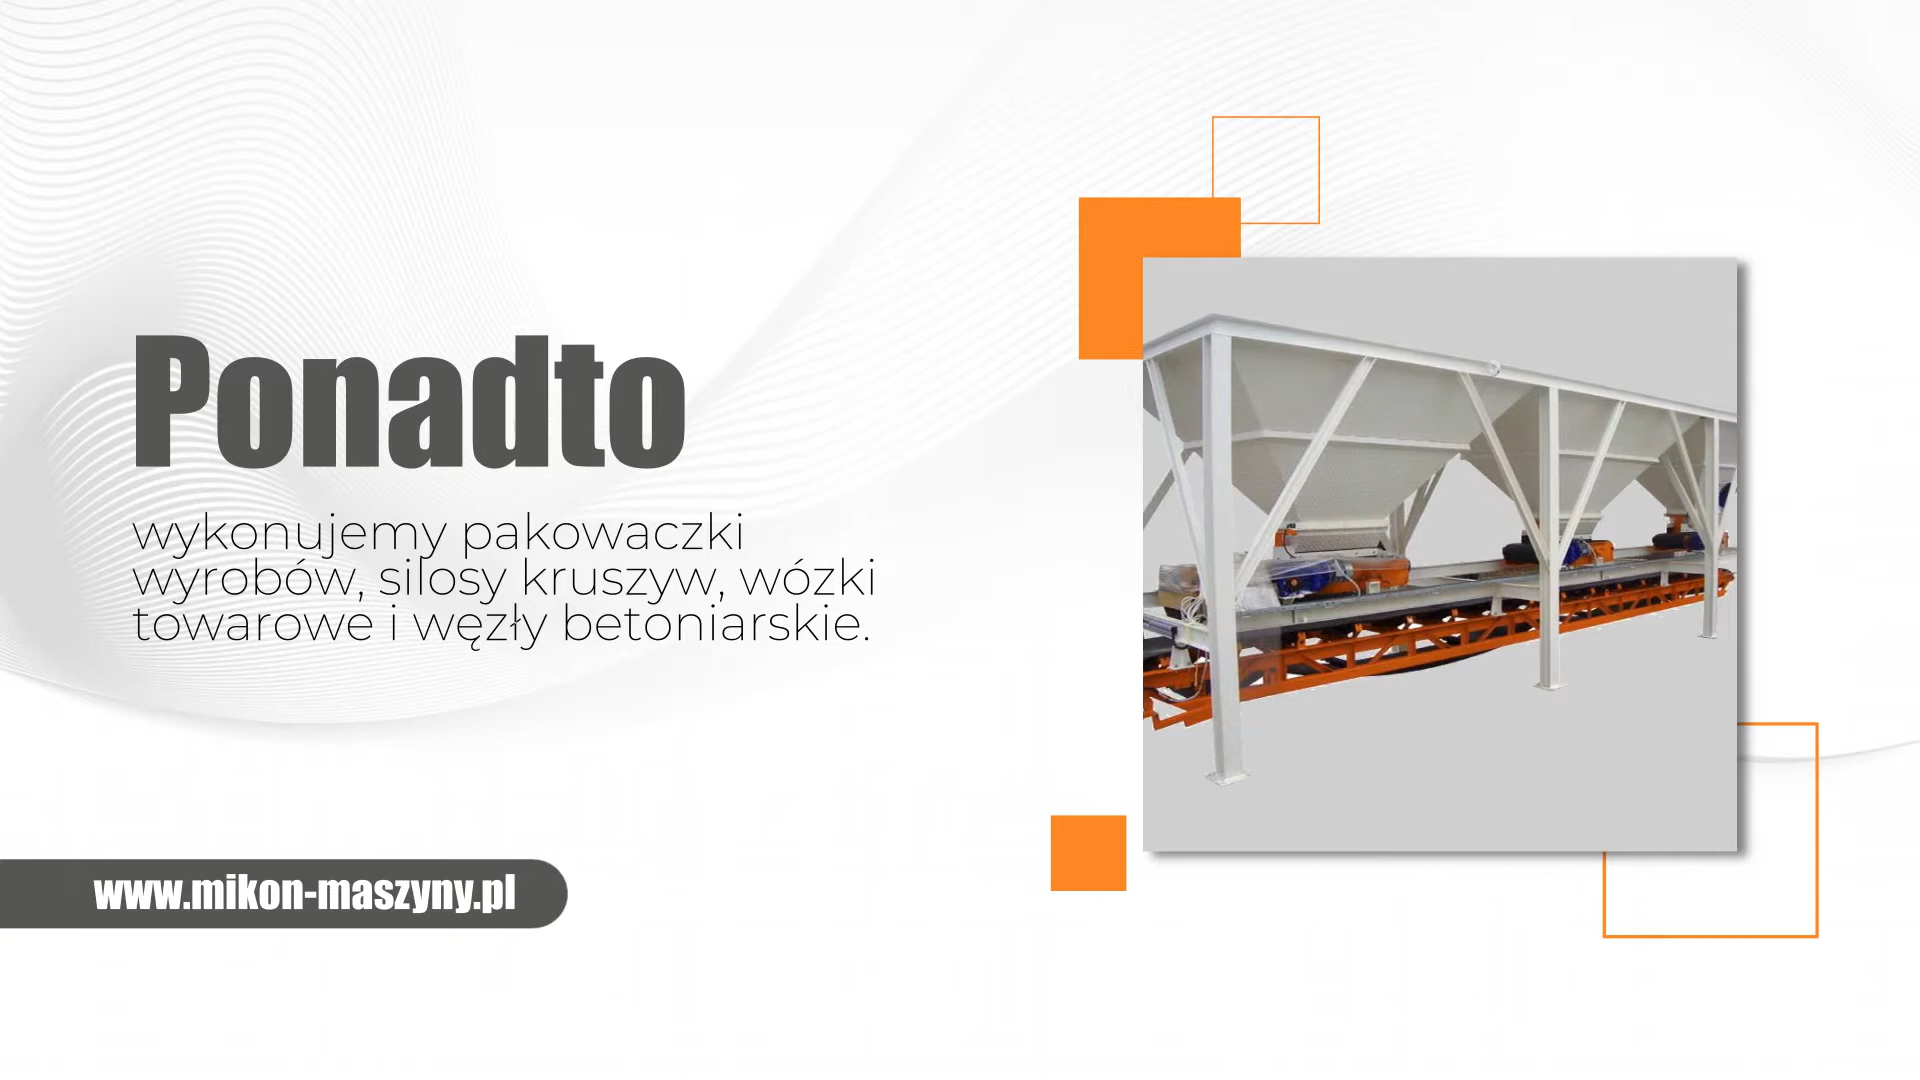 Ponadto
wykonujemy pakowaczki
wyrobów, silosy kruszyw, wózki
towarowe i węzły betoniarskie.
www.mikon-maszyny.pl